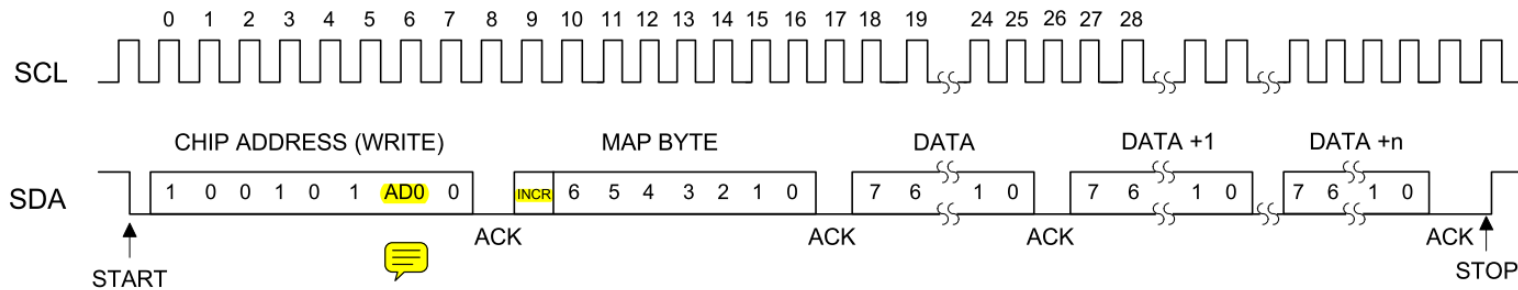 0 1 2 3 4 5 6 7 8 9 10 11 12 13 14 15 16 17 18 19 24 25 26 27 28
SCL
CHIP ADDRESS (WRITE) MAP BYTE DATA DATA +1 DATA +n
SDA 1 0 0 1 0 1 AD0 0 INCR 6 5 4 3 2 1 0 7 6 1 0 7 6 1 0 7 6 1 0
ACK ACK ACK ACK
START STOP